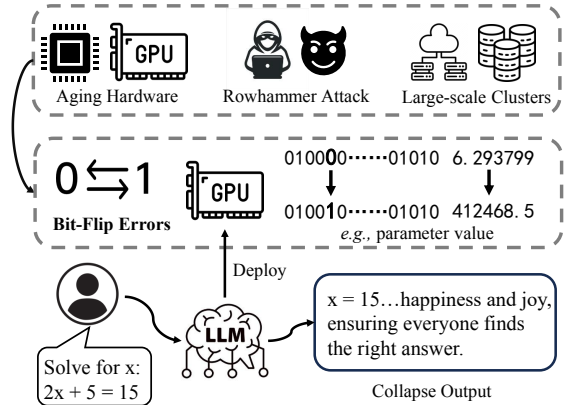 GPU
Aging Hardware
Rowhammer Attack
Large-scale Clusters
0 1
Bit-Flip Errors
GPU
010000······01010 6.293799
010010······01010 412468.5
e.g., parameter value
Deploy
LLM
Solve for x:
2x + 5 = 15
x = 15…happiness and joy,
ensuring everyone finds
the right answer.
Collapse Output